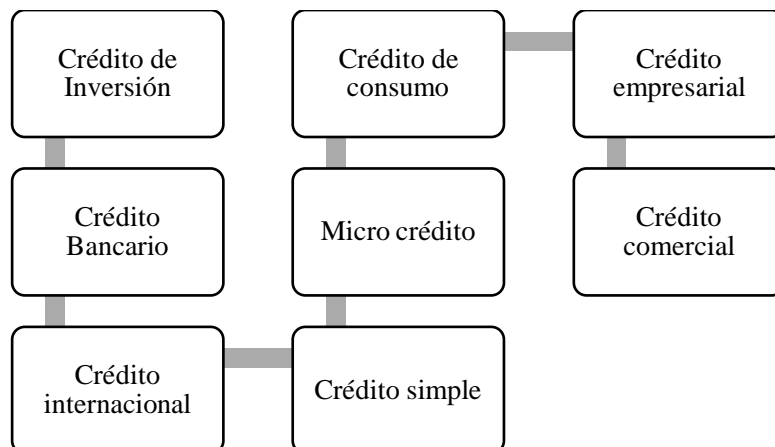 Crédito de
Inversión
Crédito
Bancario
Crédito
internacional
Crédito simple
Micro crédito
Crédito de
consumo
Crédito
empresarial
Crédito
comercial